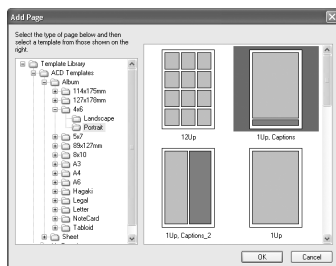 Add Page
Select the type of page below and then
select a template from those shown on the
right.
Template Library
ACD Templates
Album
114x175mm
127x178mm
4x6
Landscape
Portrait
5x7
89x127mm
8x10
A3
A4
A6
Hagaki
Legal
Letter
NoteCard
Tabloid
Sheet
12Up
1Up, Captions
1Up, Captions_2
1Up
OK
Cancel